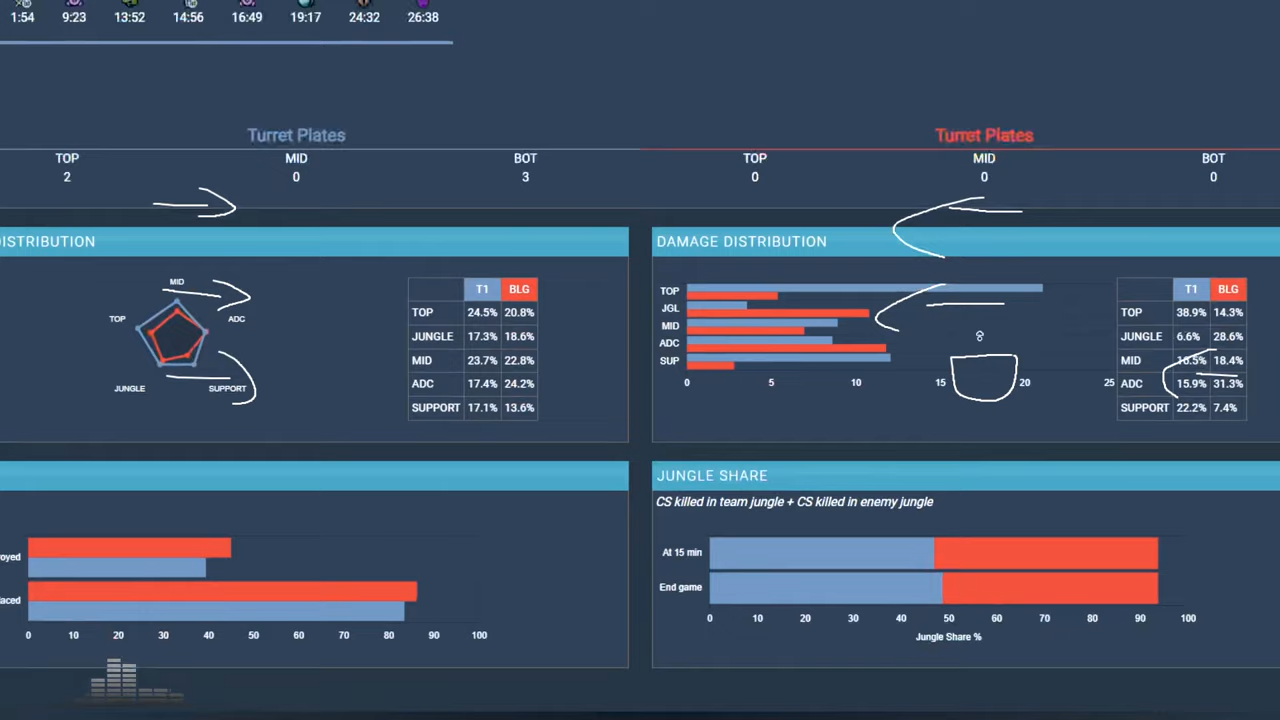 1:54 9:23 13:52 14:56 16:49 19:17 24:32 26:38
Turret Plates
TOP MID BOT
2 0 3
Turret Plates
TOP MID BOT
0 0 0
DISTRIBUTION
MID
TOP ADC
JUNGLE SUPPORT
T1 BLG
TOP 24.5% 20.8%
JUNGLE 17.3% 18.6%
MID 23.7% 22.8%
ADC 17.4% 24.2%
SUPPORT 17.1% 13.6%
DAMAGE DISTRIBUTION
TOP
JGL
MID
ADC
SUP
0 5 10 15 20 25
T1 BLG
TOP 38.9% 14.3%
JUNGLE 6.6% 28.6%
MID 16.5% 18.4%
ADC 15.9% 31.3%
SUPPORT 22.2% 7.4%
royed
laced
0 10 20 30 40 50 60 70 80 90 100
JUNGLE SHARE
CS killed in team jungle + CS killed in enemy jungle
At 15 min
End game
0 10 20 30 40 50 60 70 80 90 100
Jungle Share %